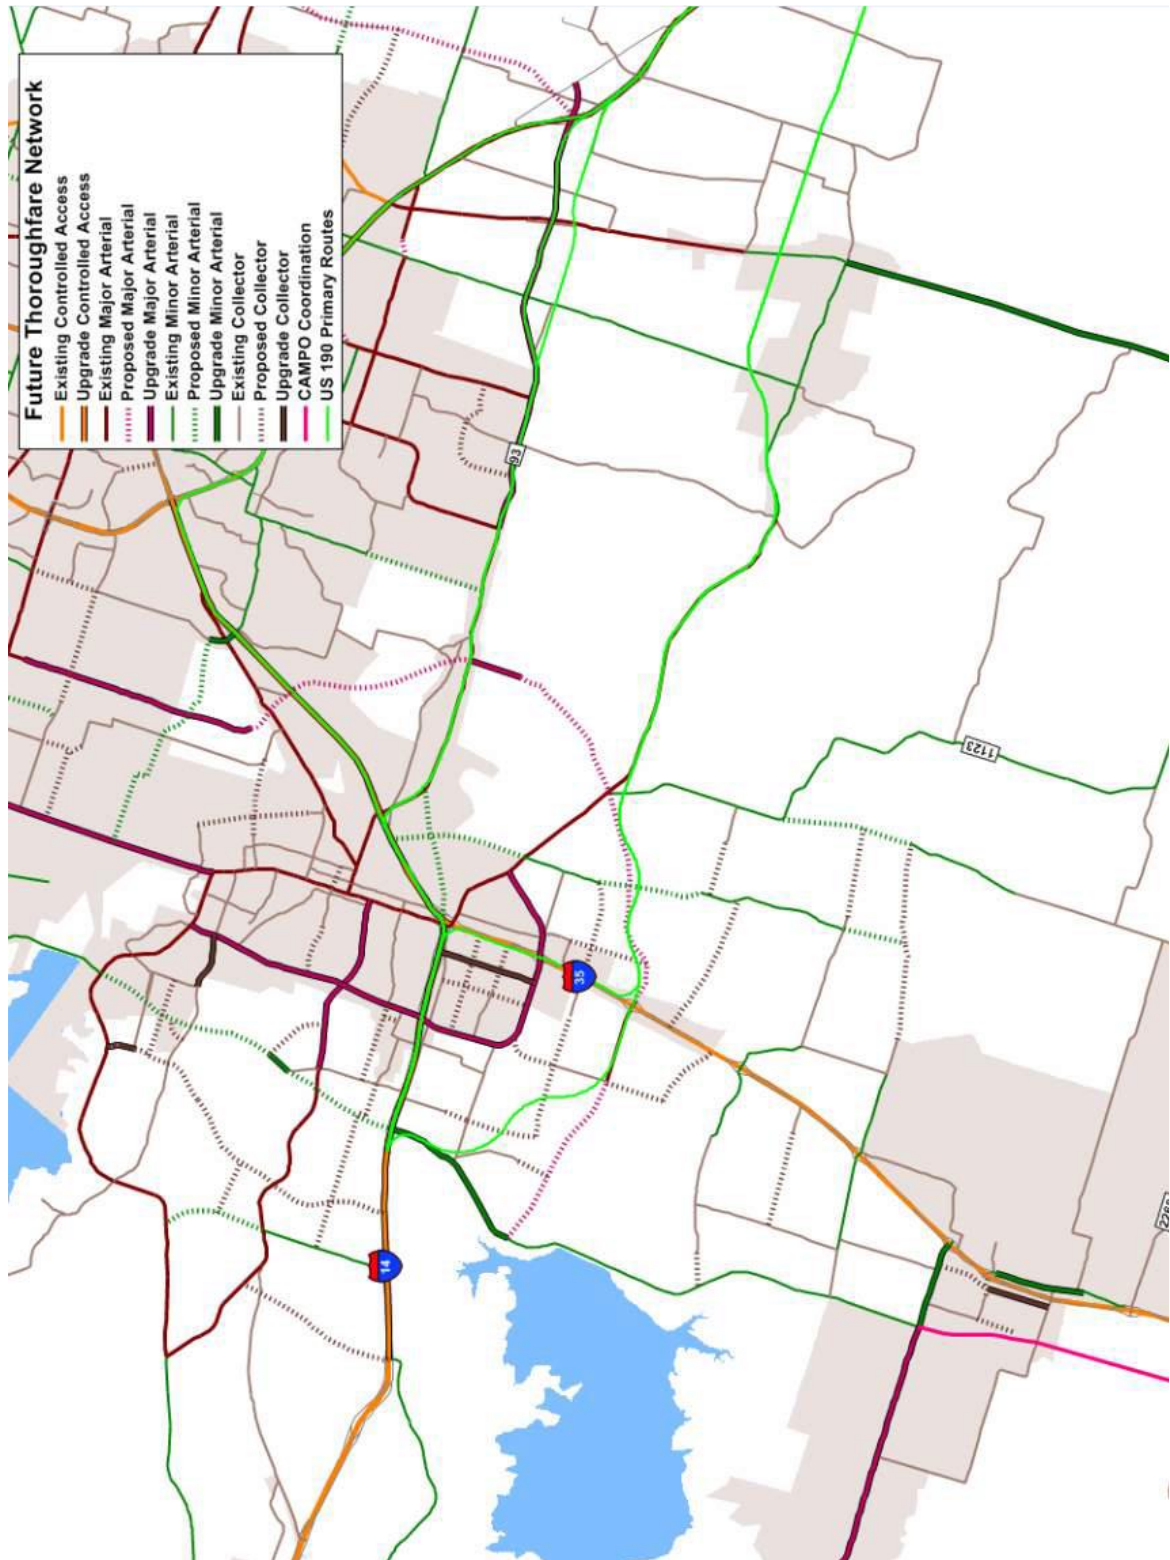 Future Thoroughfare Network
Existing Controlled Access
Upgrade Controlled Access
Existing Major Arterial
Proposed Major Arterial
Upgrade Major Arterial
Existing Minor Arterial
Proposed Minor Arterial
Upgrade Minor Arterial
Existing Collector
Proposed Collector
Upgrade Collector
CAMPO Coordination
US 190 Primary Routes
93
1123
35
14